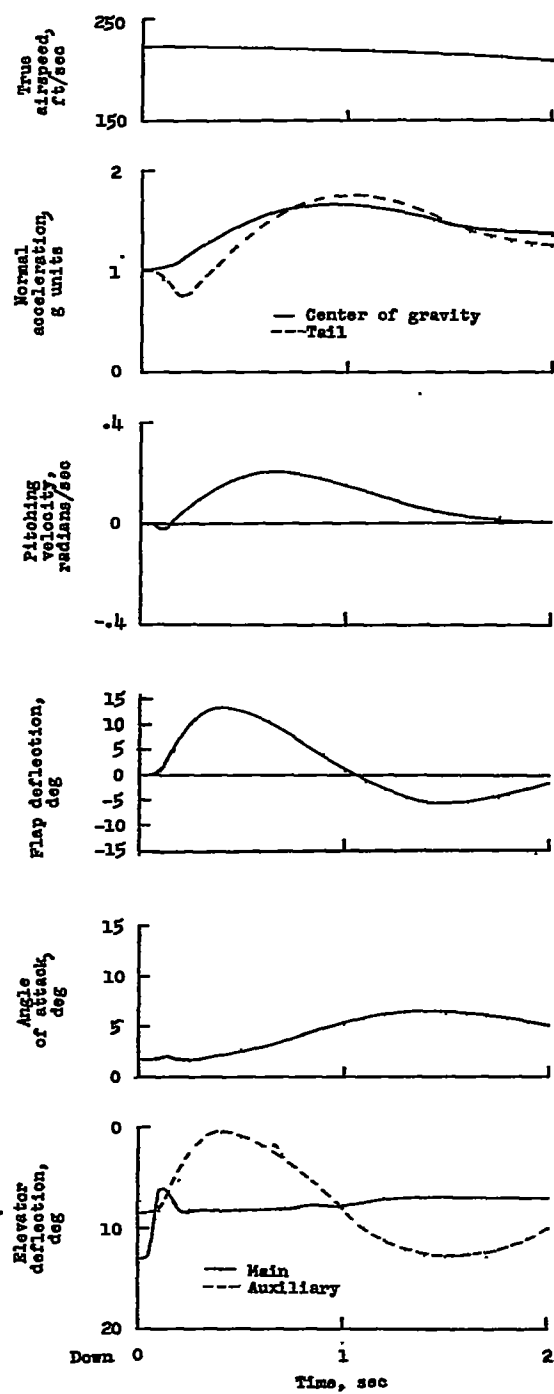 250
True
airspeed,
ft/sec
150
2
Normal
acceleration,
g units
1
Center of gravity
Tail
0
.4
Pitching
velocity,
radians/sec
0
-.4
15
10
5
Flap deflection,
deg
0
-5
-10
-15
15
10
Angle
of attack,
deg
5
0
0
Elevator
deflection,
deg
10
Main
Auxiliary
20
Down 0 1 2
Time, sec